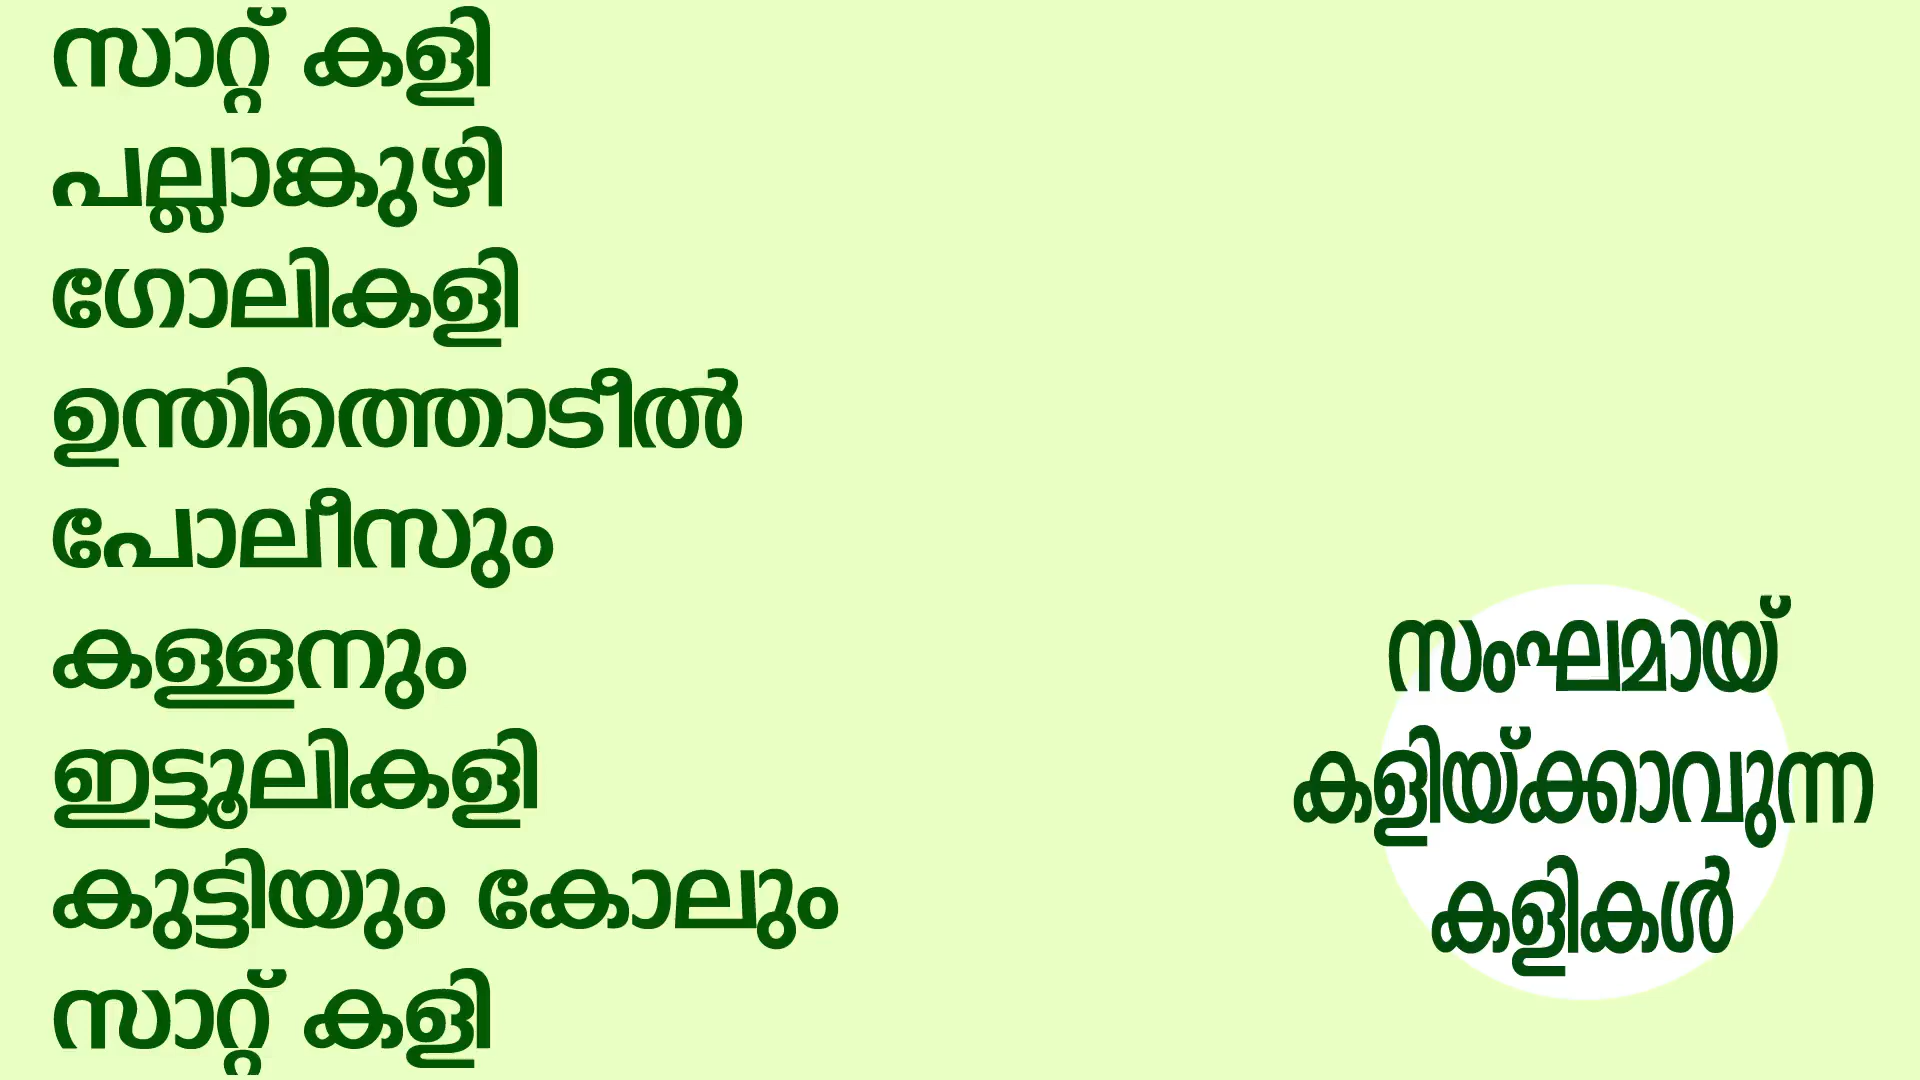 സാറ്റ് കളി
പല്ലാങ്കുഴി
ഗോലികളി
ഉന്തിത്തൊടീൽ
പോലീസും
കള്ളനും
ഇട്ടൂലികളി
കുട്ടിയും കോലും
സാറ്റ് കളി
സംഘമായ്
കളിയ്ക്കാവുന്ന
കളികൾ